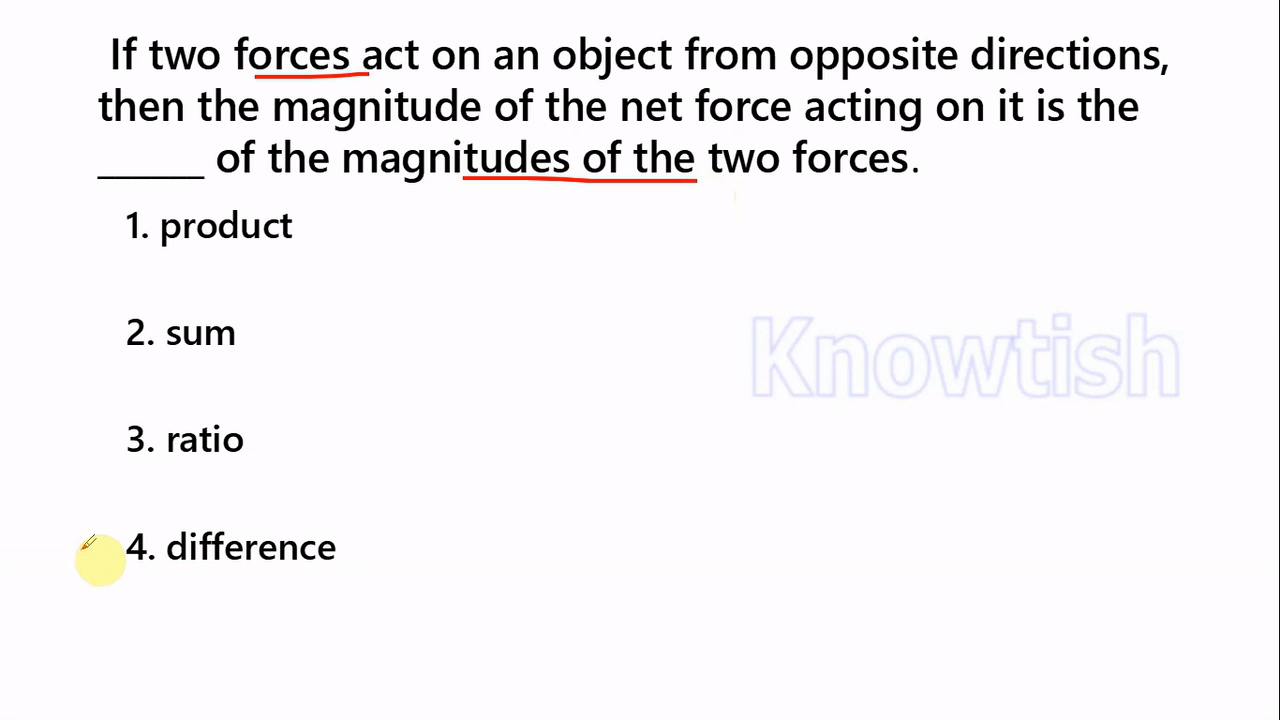 If two forces act on an object from opposite directions,
then the magnitude of the net force acting on it is the
______ of the magnitudes of the two forces.
1. product
2. sum
Knowtish
3. ratio
4. difference